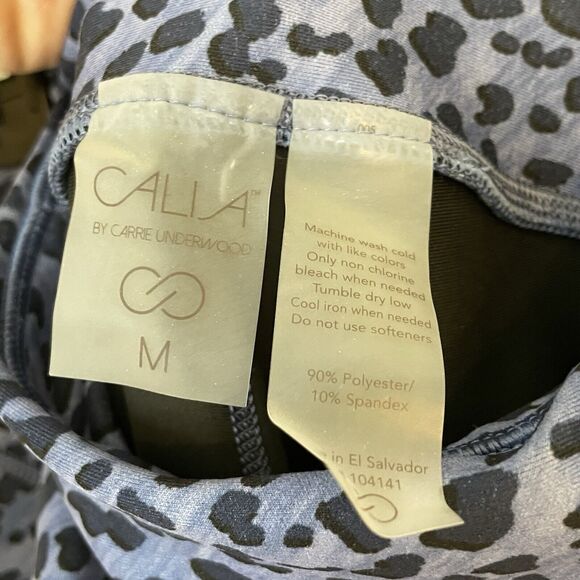 CALIA™
BY CARRIE UNDERWOOD
M
Machine wash cold
with like colors
Only non chlorine
bleach when needed
Tumble dry low
Cool iron when needed
Do not use softeners
90% Polyester/
10% Spandex
in El Salvador
104141